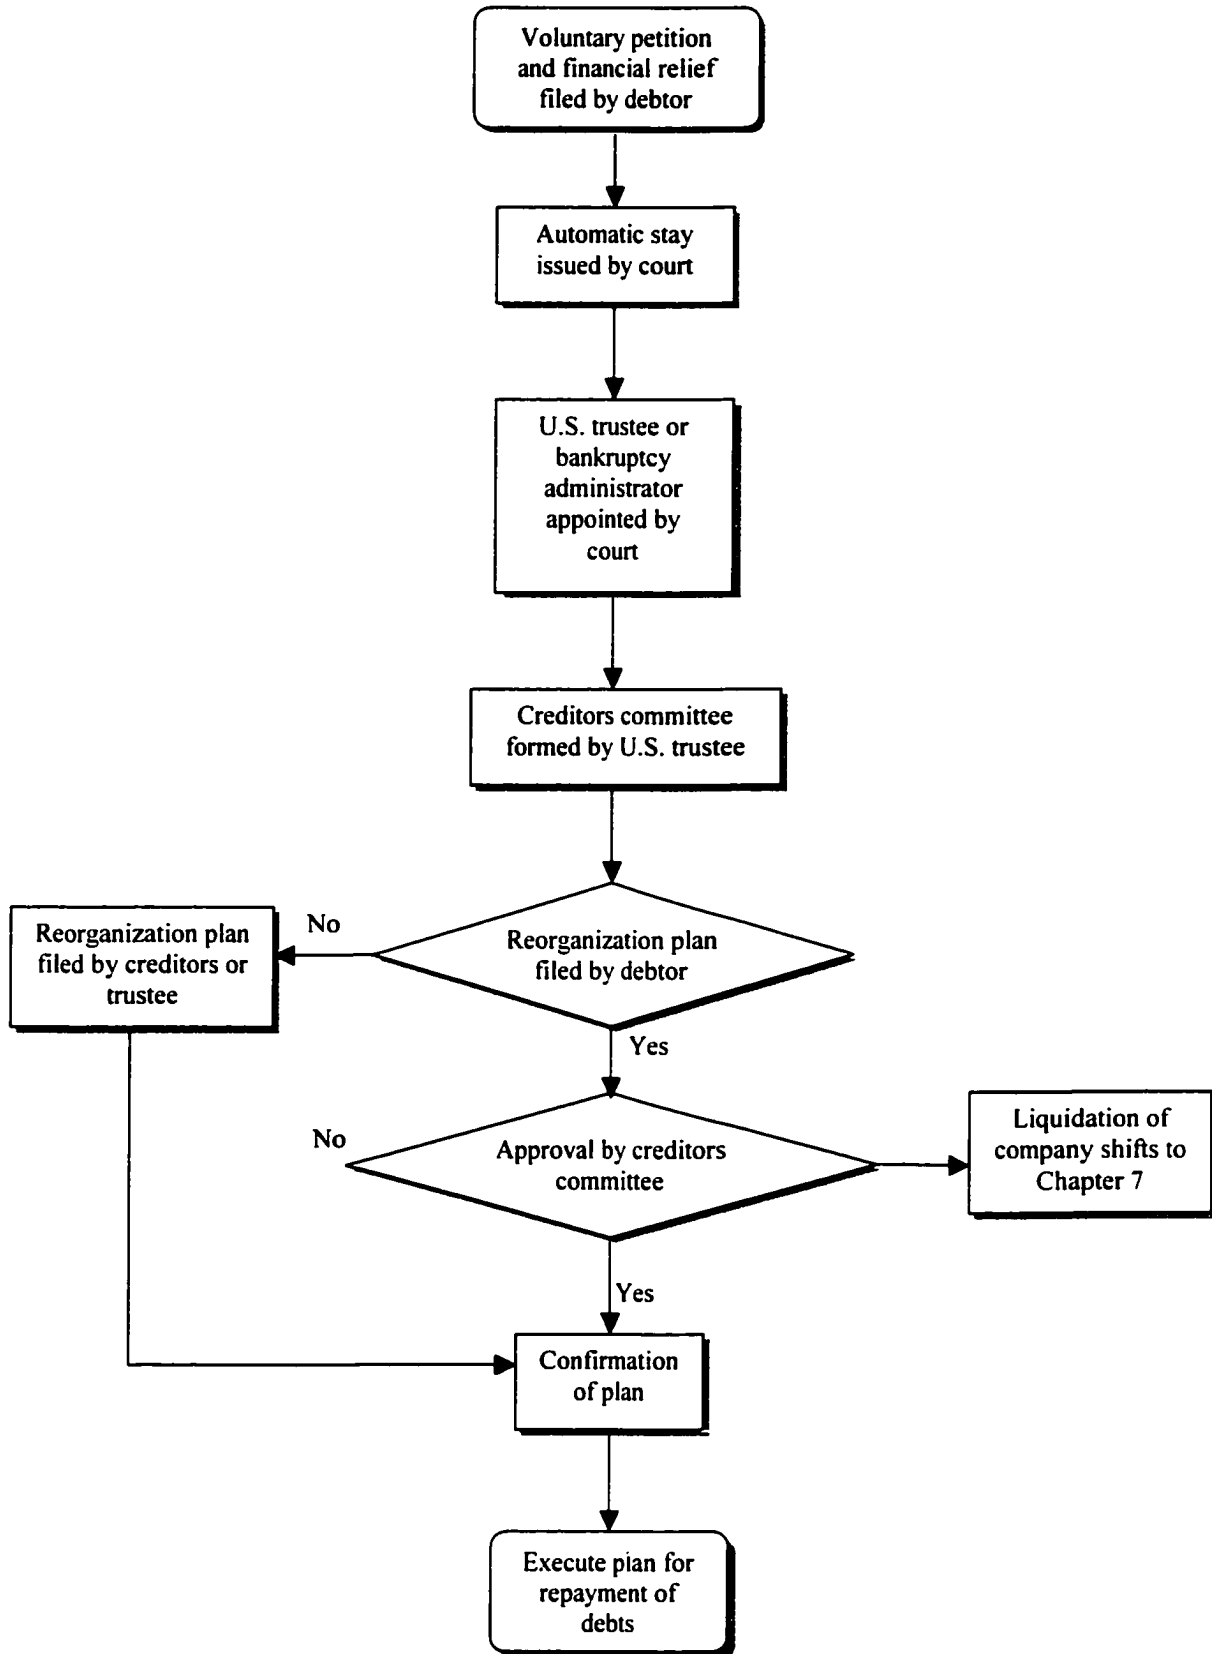 Voluntary petition
and financial relief
filed by debtor
Automatic stay
issued by court
U.S. trustee or
bankruptcy
administrator
appointed by
court
Creditors committee
formed by U.S. trustee
No
Reorganization plan
filed by creditors or
trustee
Reorganization plan
filed by debtor
Yes
No
Approval by creditors
committee
Liquidation of
company shifts to
Chapter 7
Yes
Confirmation
of plan
Execute plan for
repayment of
debts